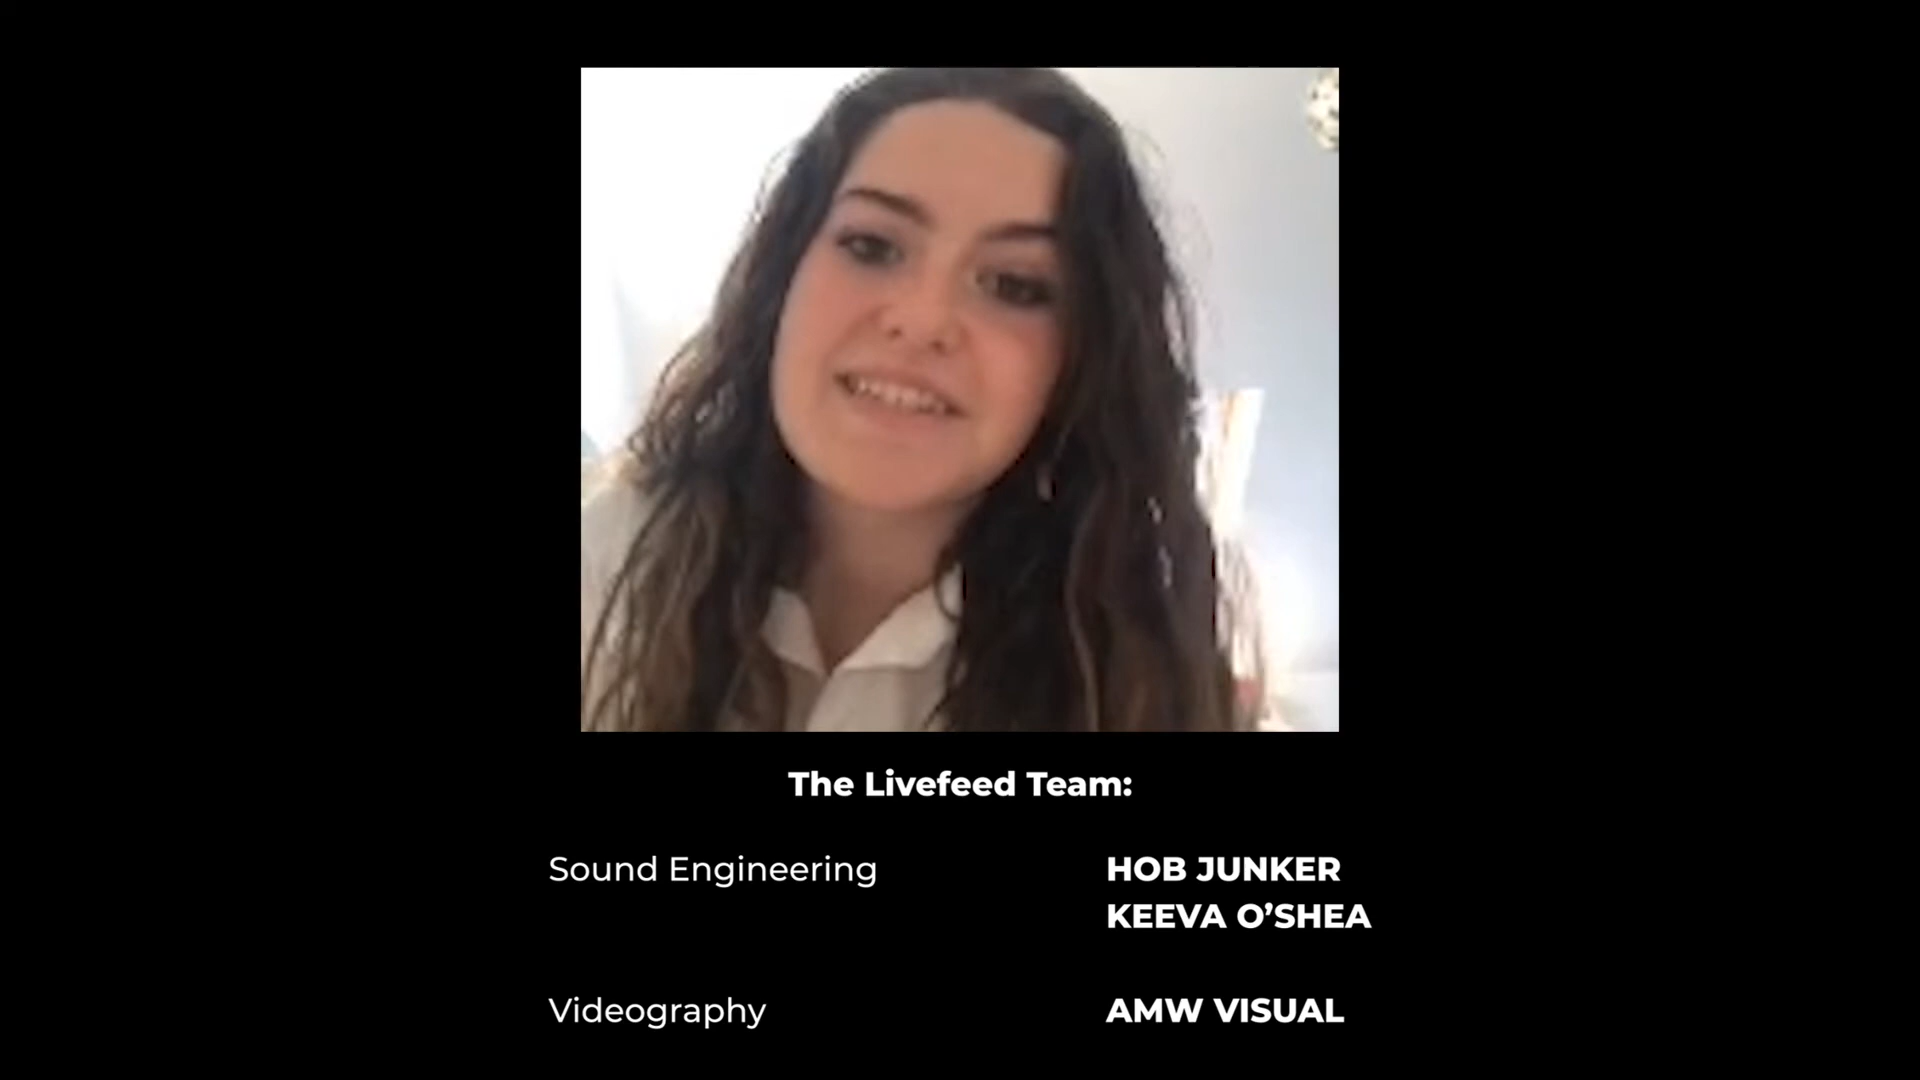 The Livefeed Team:
Sound Engineering HOB JUNKER
KEEVA O’SHEA
Videography AMW VISUAL